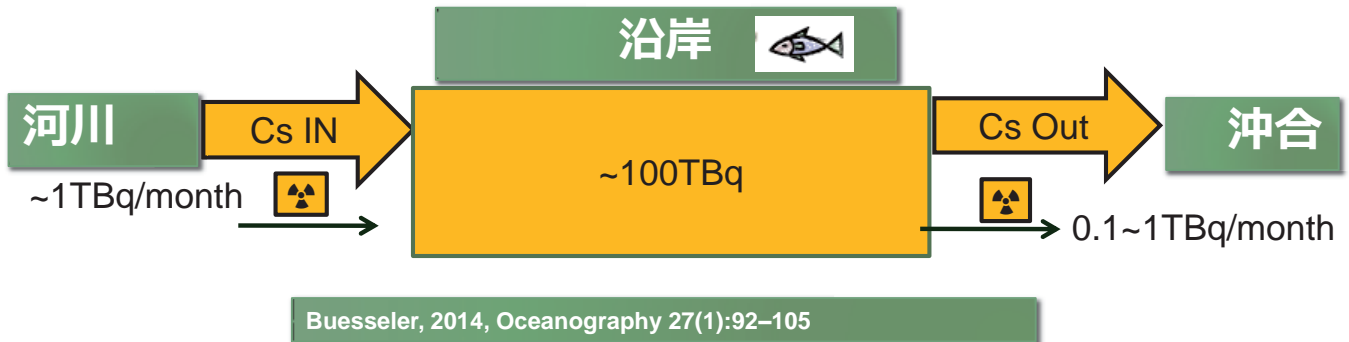 沿岸
河川
Cs IN
~100TBq
Cs Out
沖合
~1TBq/month
0.1~1TBq/month
Buesseler, 2014, Oceanography 27(1):92–105